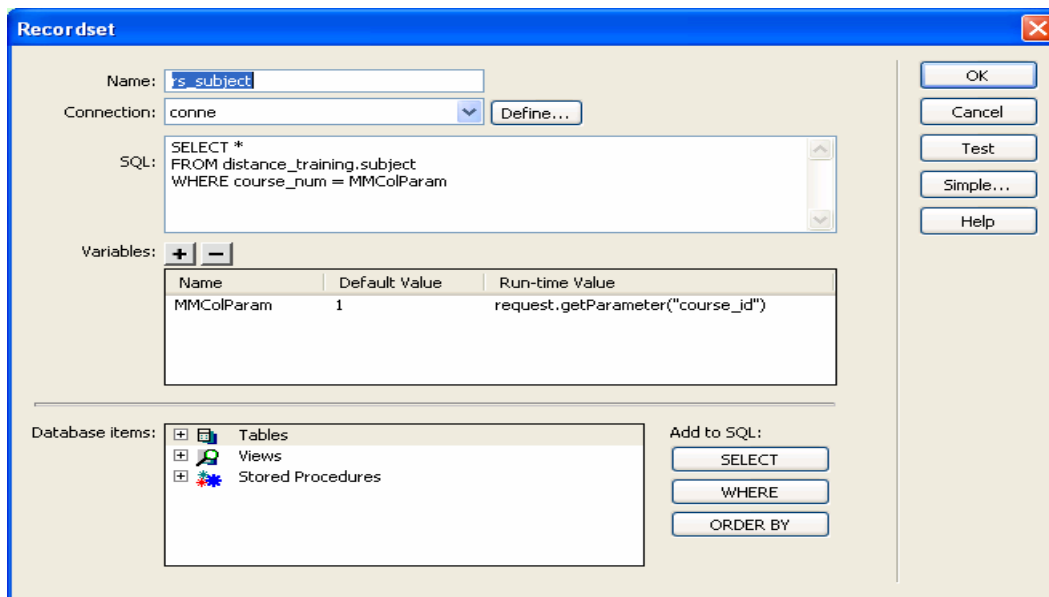 Recordset
Name: rs_subject
OK
Connection: conne Define...
Cancel
SQL: SELECT *
FROM distance_training.subject
WHERE course_num = MMColParam
Test
Simple...
Help
Variables:
Name Default Value Run-time Value
MMColParam 1 request.getParameter("course_id")
Database items: Tables
Views
Stored Procedures
Add to SQL:
SELECT
WHERE
ORDER BY